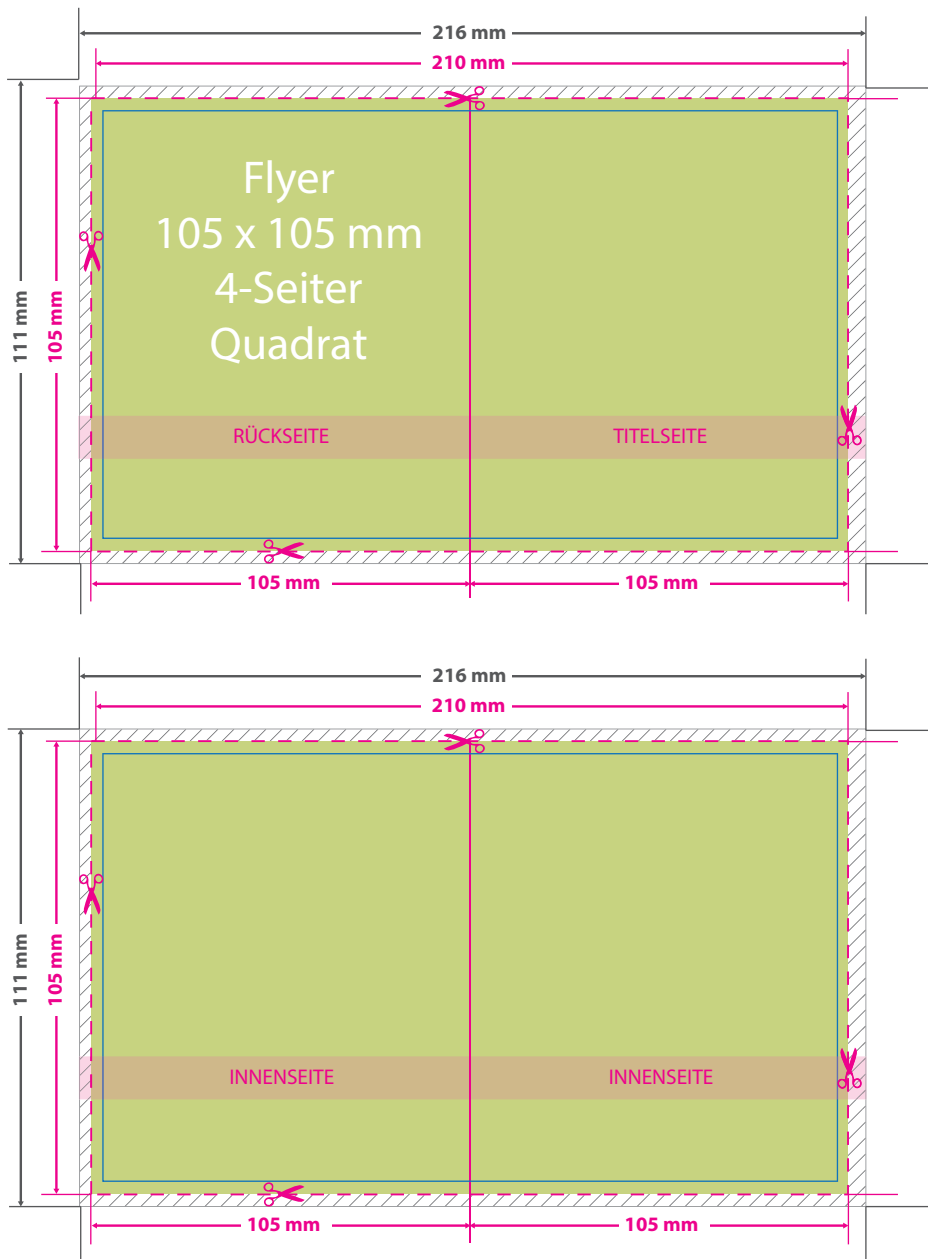 216 mm
210 mm
111 mm
105 mm
Flyer
105 x 105 mm
4-Seiter
Quadrat
RÜCKSEITE
TITELSEITE
105 mm
105 mm
216 mm
210 mm
111 mm
105 mm
INNENSEITE
INNENSEITE
105 mm
105 mm